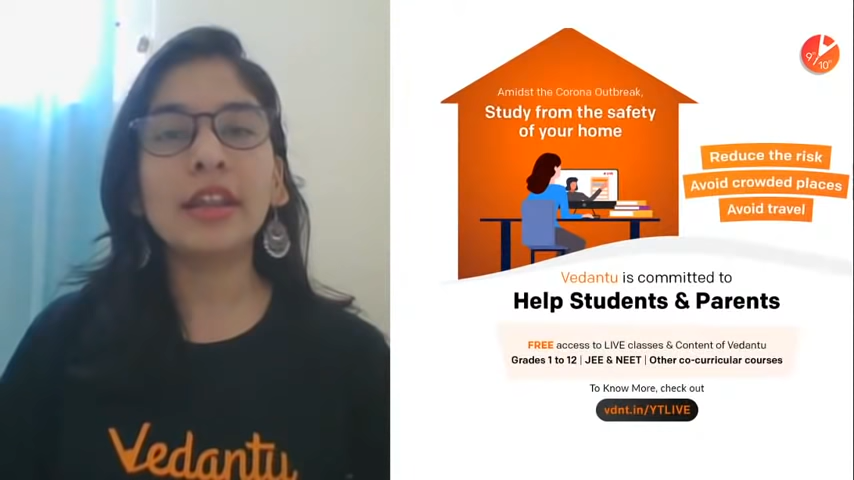 Vedantu
9th/10th
Amidst the Corona Outbreak,
Study from the safety
of your home
Reduce the risk
Avoid crowded places
Avoid travel
Vedantu is committed to
Help Students & Parents
FREE access to LIVE classes & Content of Vedantu
Grades 1 to 12 | JEE & NEET | Other co-curricular courses
To Know More, check out
vdnt.in/YTLIVE